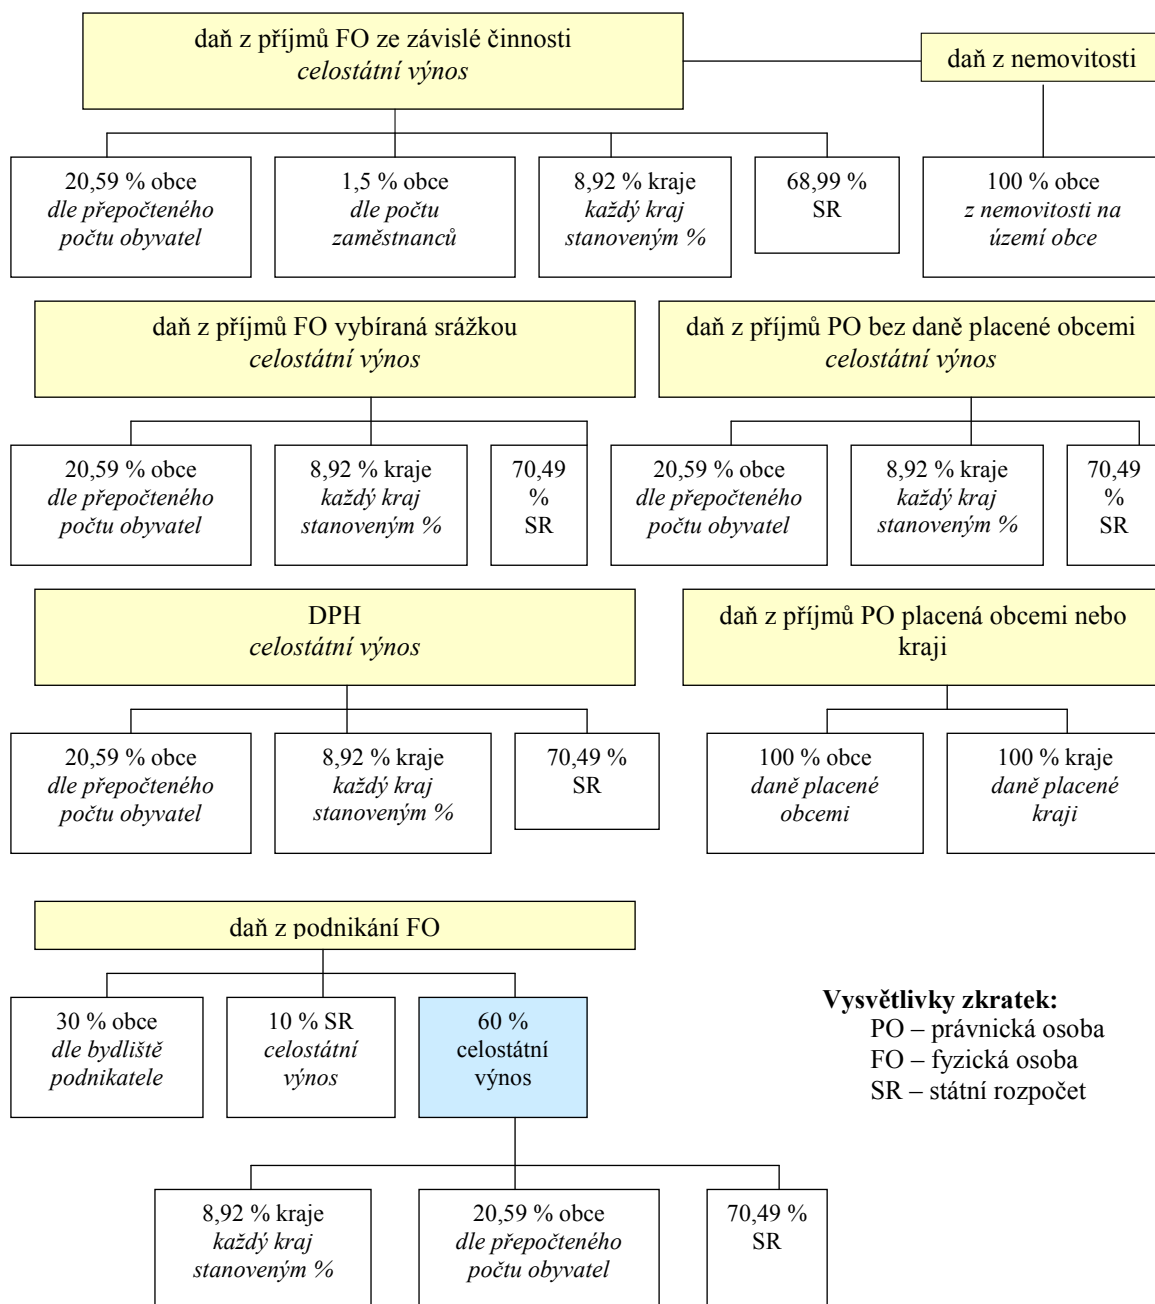 daň z příjmů FO ze závislé činnosti
celostátní výnos
daň z nemovitosti
20,59 % obce
dle přepočteného
počtu obyvatel
1,5 % obce
dle počtu
zaměstnanců
8,92 % kraje
každý kraj
stanoveným %
68,99 %
SR
100 % obce
z nemovitosti na
území obce
daň z příjmů FO vybíraná srážkou
celostátní výnos
daň z příjmů PO bez daně placené obcemi
celostátní výnos
20,59 % obce
dle přepočteného
počtu obyvatel
8,92 % kraje
každý kraj
stanoveným %
70,49
%
SR
20,59 % obce
dle přepočteného
počtu obyvatel
8,92 % kraje
každý kraj
stanoveným %
70,49
%
SR
DPH
celostátní výnos
daň z příjmů PO placená obcemi nebo
kraji
20,59 % obce
dle přepočteného
počtu obyvatel
8,92 % kraje
každý kraj
stanoveným %
70,49 %
SR
100 % obce
daně placené
obcemi
100 % kraje
daně placené
kraji
daň z podnikání FO
30 % obce
dle bydliště
podnikatele
10 % SR
celostátní
výnos
60 %
celostátní
výnos
Vysvětlivky zkratek:
PO – právnická osoba
FO – fyzická osoba
SR – státní rozpočet
8,92 % kraje
každý kraj
stanoveným %
20,59 % obce
dle přepočteného
počtu obyvatel
70,49 %
SR